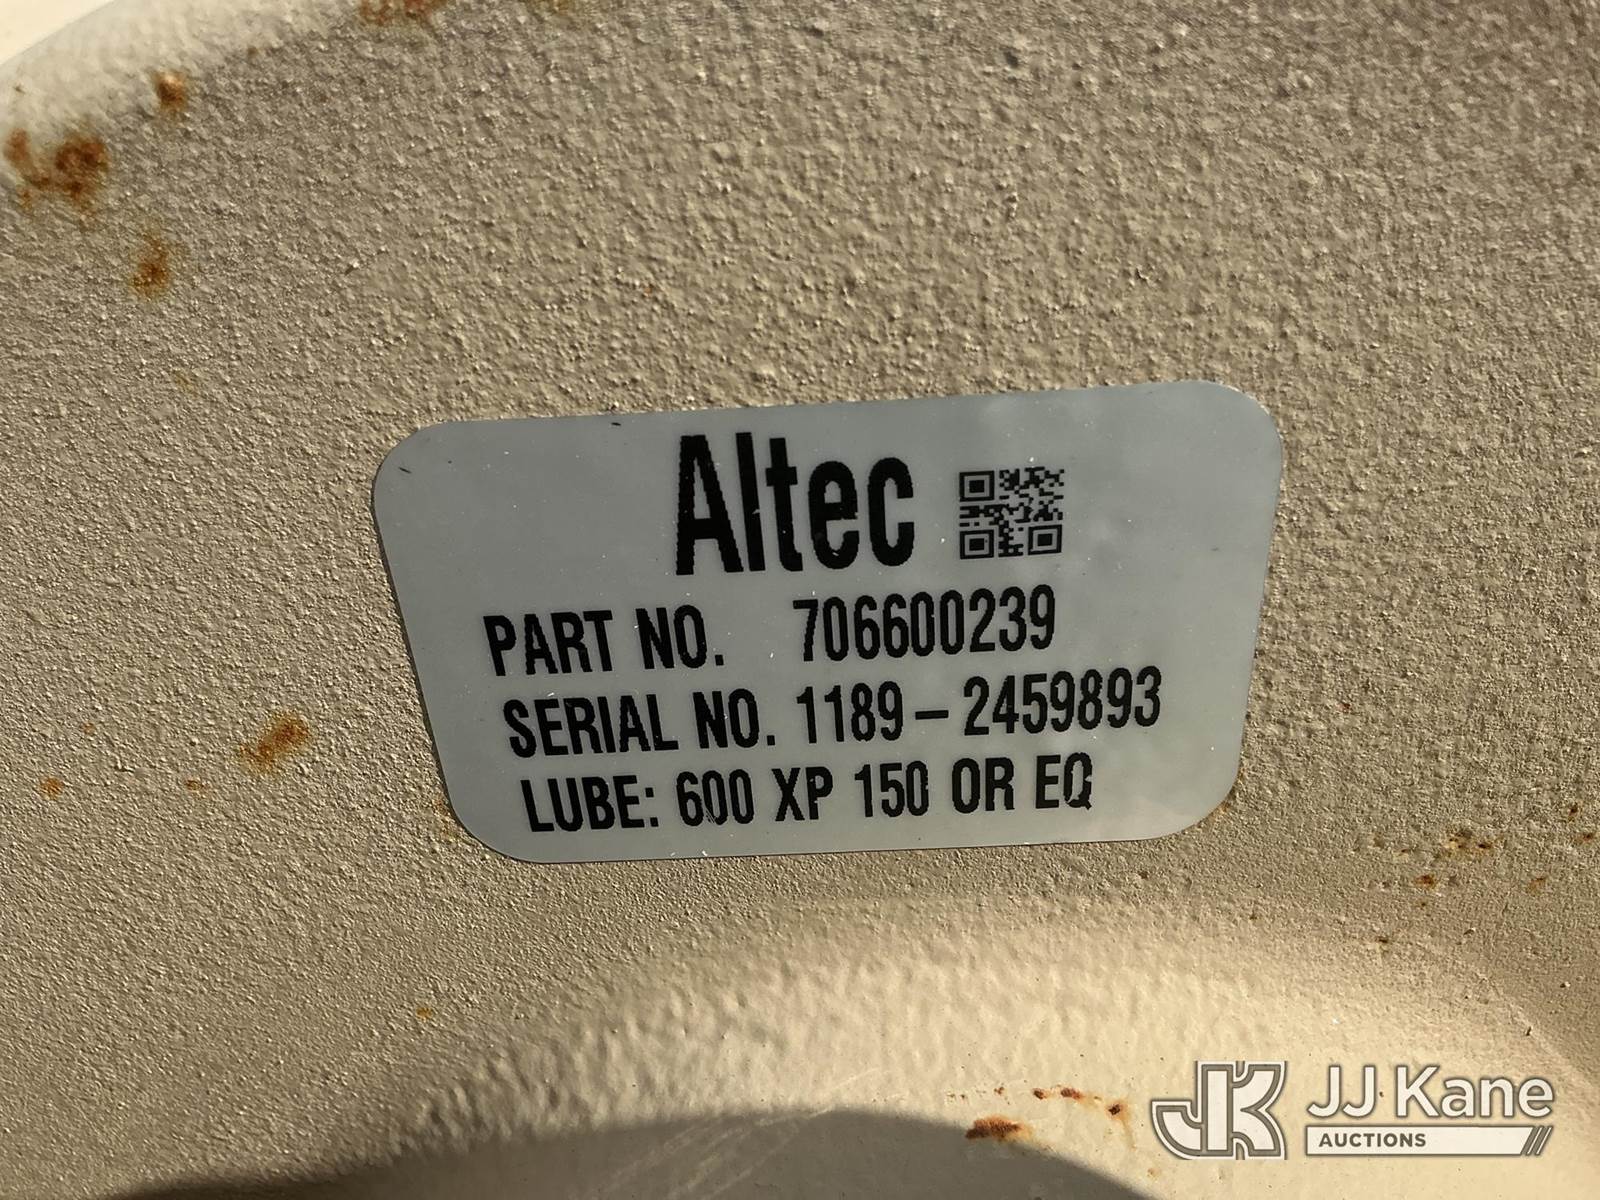 Altec
PART NO. 706600239
SERIAL NO. 1189-2459893
LUBE: 600 XP 150 OR EQ
JJ Kane
AUCTIONS